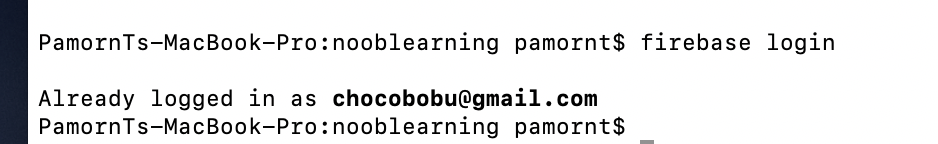 PamornTs-MacBook-Pro:nooblearning pamornt$ firebase login
Already logged in as chocobobu@gmail.com
PamornTs-MacBook-Pro:nooblearning pamornt$